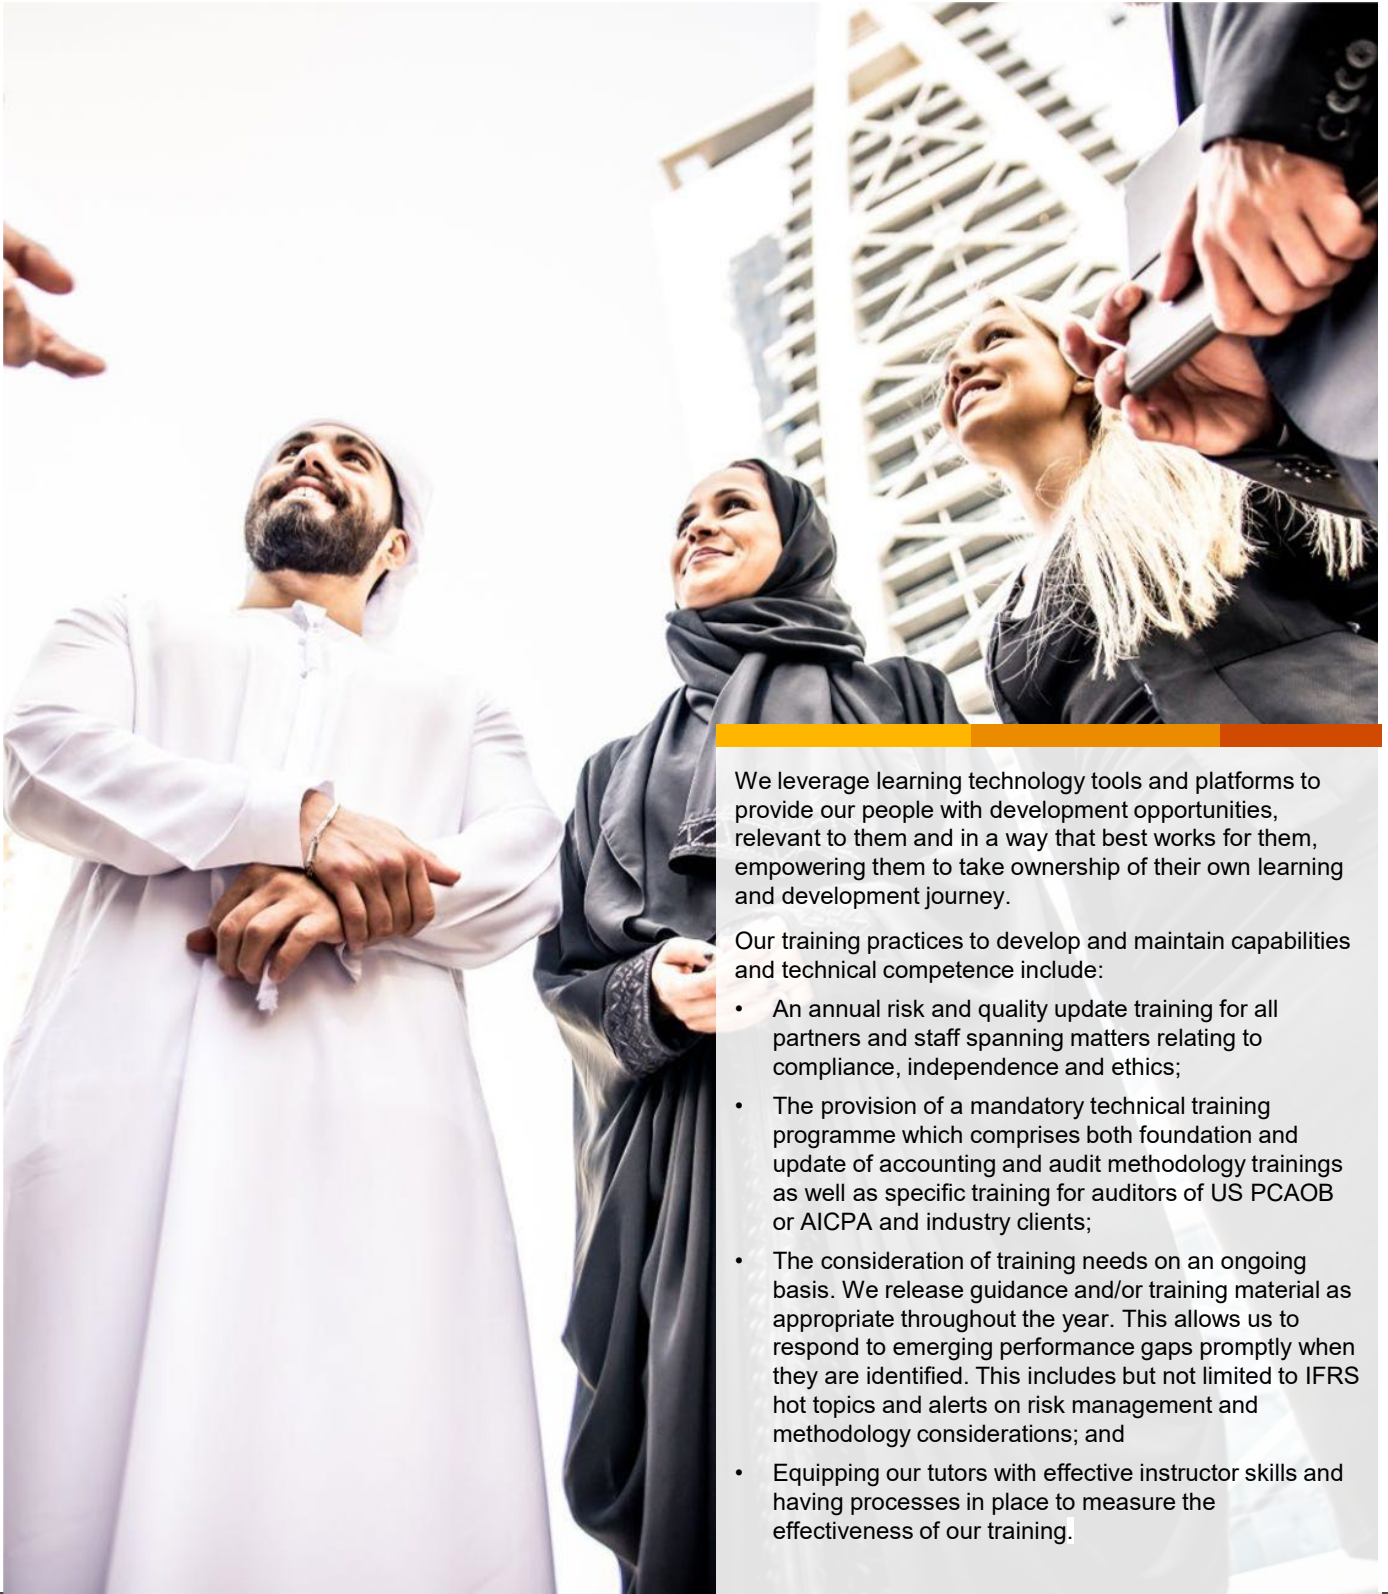 We leverage learning technology tools and platforms to
provide our people with development opportunities,
relevant to them and in a way that best works for them,
empowering them to take ownership of their own learning
and development journey.
Our training practices to develop and maintain capabilities
and technical competence include:
• An annual risk and quality update training for all
partners and staff spanning matters relating to
compliance, independence and ethics;
• The provision of a mandatory technical training
programme which comprises both foundation and
update of accounting and audit methodology trainings
as well as specific training for auditors of US PCAOB
or AICPA and industry clients;
• The consideration of training needs on an ongoing
basis. We release guidance and/or training material as
appropriate throughout the year. This allows us to
respond to emerging performance gaps promptly when
they are identified. This includes but not limited to IFRS
hot topics and alerts on risk management and
methodology considerations; and
• Equipping our tutors with effective instructor skills and
having processes in place to measure the
effectiveness of our training.